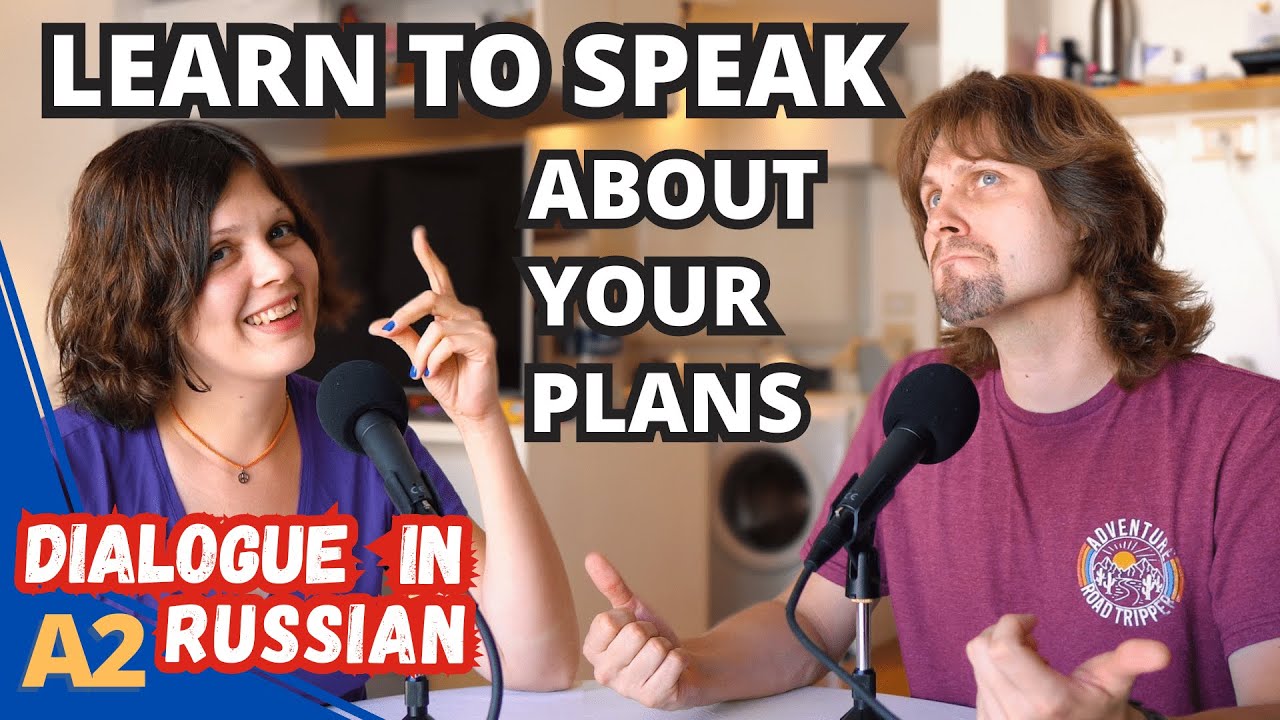 LEARN TO SPEAK
ABOUT
YOUR
PLANS
DIALOGUE IN
A2 RUSSIAN
ADVENTURE
ROAD TRIPPER